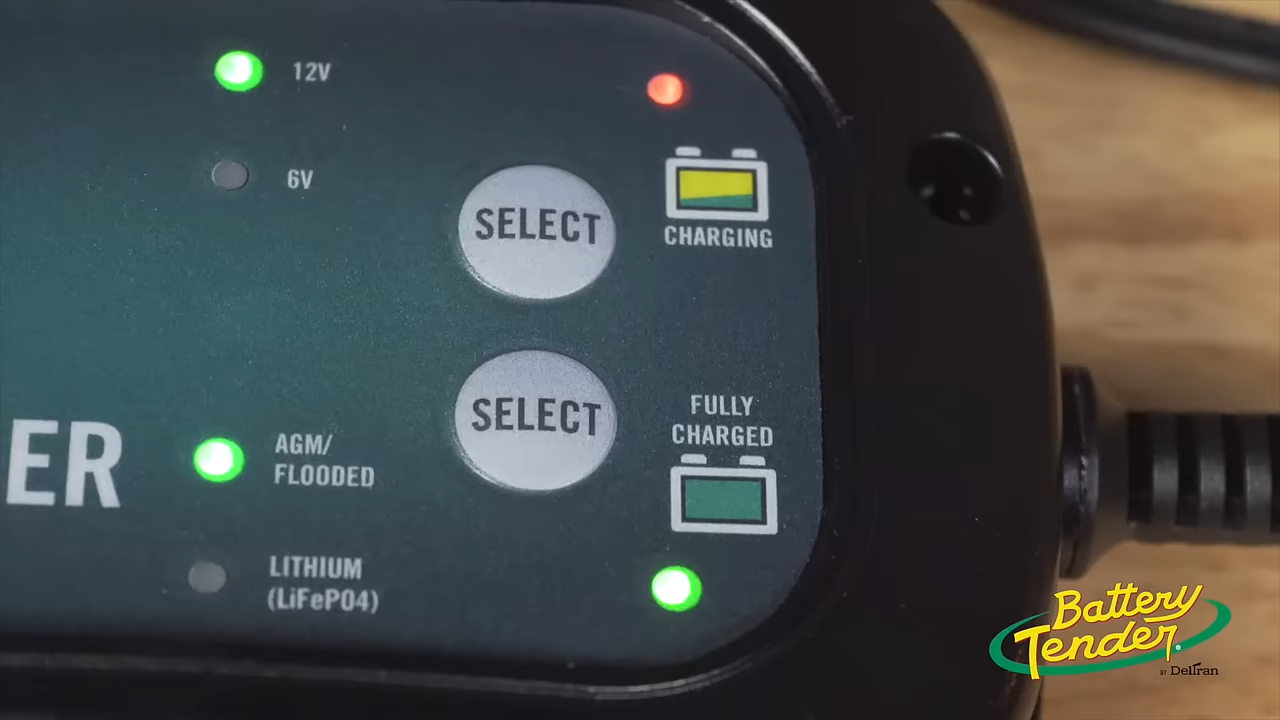 12V
6V
SELECT
CHARGING
SELECT
FULLY
CHARGED
ER
AGM/
FLOODED
LITHIUM
(LiFePO4)
Battery
Tender®
BY Deltran